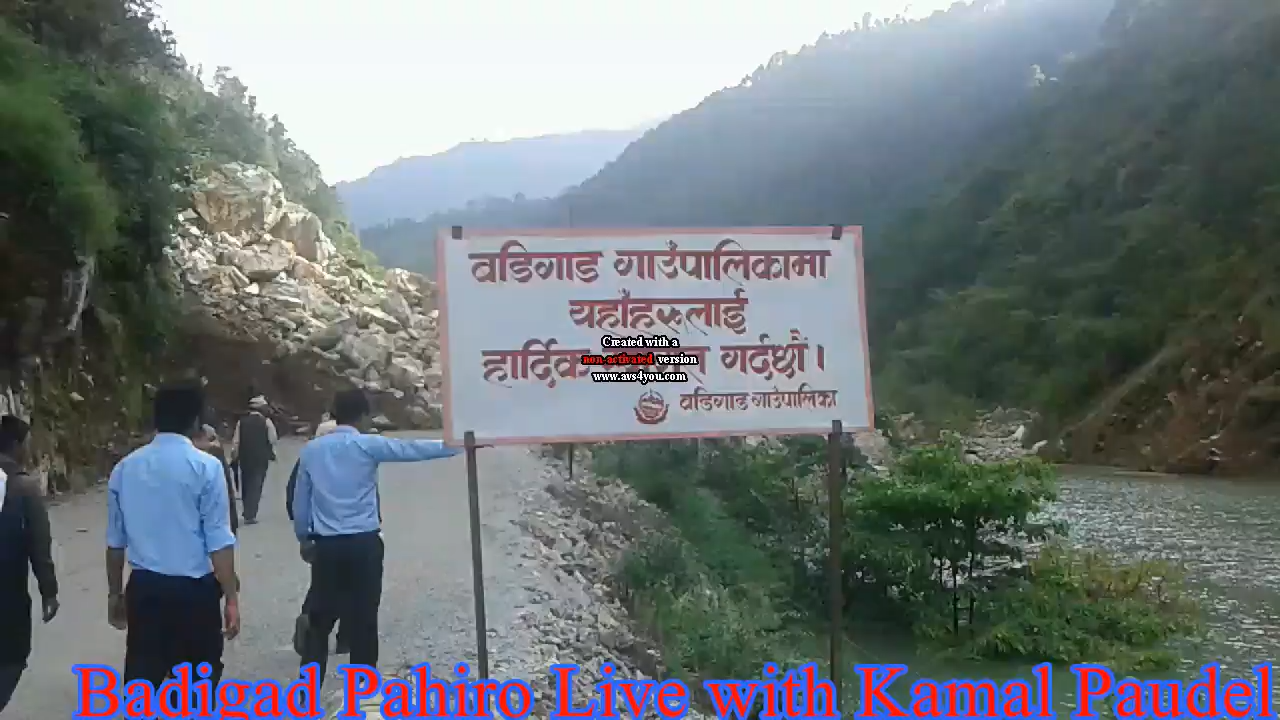 वडिगाड गाउँपालिकामा
यहाँहरूलाई
हार्दिक गर्दछौं।
वडिगाड गाउँपालिका
Created with a
non-activated version
www.avs4you.com
Badigad Pahiro Live with Kamal Paudel